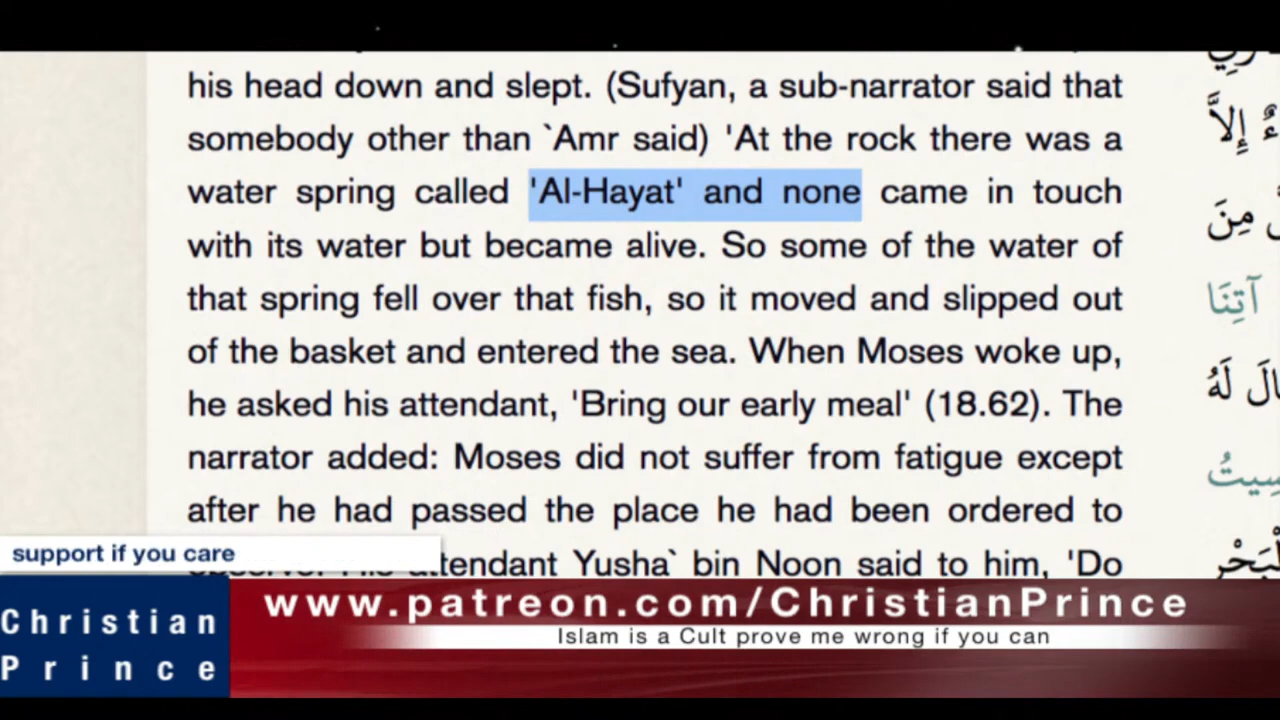 his head down and slept. (Sufyan, a sub-narrator said that
somebody other than `Amr said) 'At the rock there was a
water spring called 'Al-Hayat' and none came in touch
with its water but became alive. So some of the water of
that spring fell over that fish, so it moved and slipped out
of the basket and entered the sea. When Moses woke up,
he asked his attendant, 'Bring our early meal' (18.62). The
narrator added: Moses did not suffer from fatigue except
after he had passed the place he had been ordered to
attendant Yusha` bin Noon said to him, 'Do
إِلاَّ
مِنَ
آتِنَا
لَهُ
support if you care
Christian
Prince
www.patreon.com/ChristianPrince
Islam is a Cult prove me wrong if you can